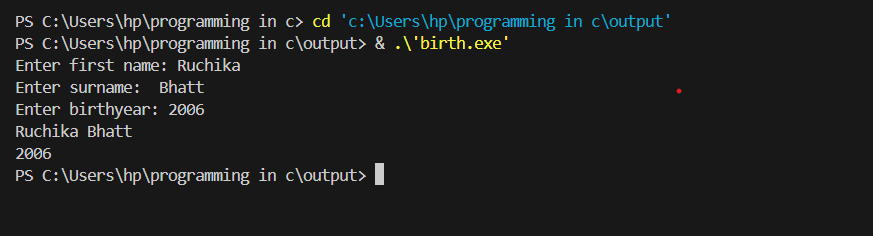 PS C:\Users\hp\programming in c> cd 'c:\Users\hp\programming in c\output'
PS C:\Users\hp\programming in c\output> & .\'birth.exe'
Enter first name: Ruchika
Enter surname:  Bhatt
Enter birthyear: 2006
Ruchika Bhatt
2006
PS C:\Users\hp\programming in c\output>